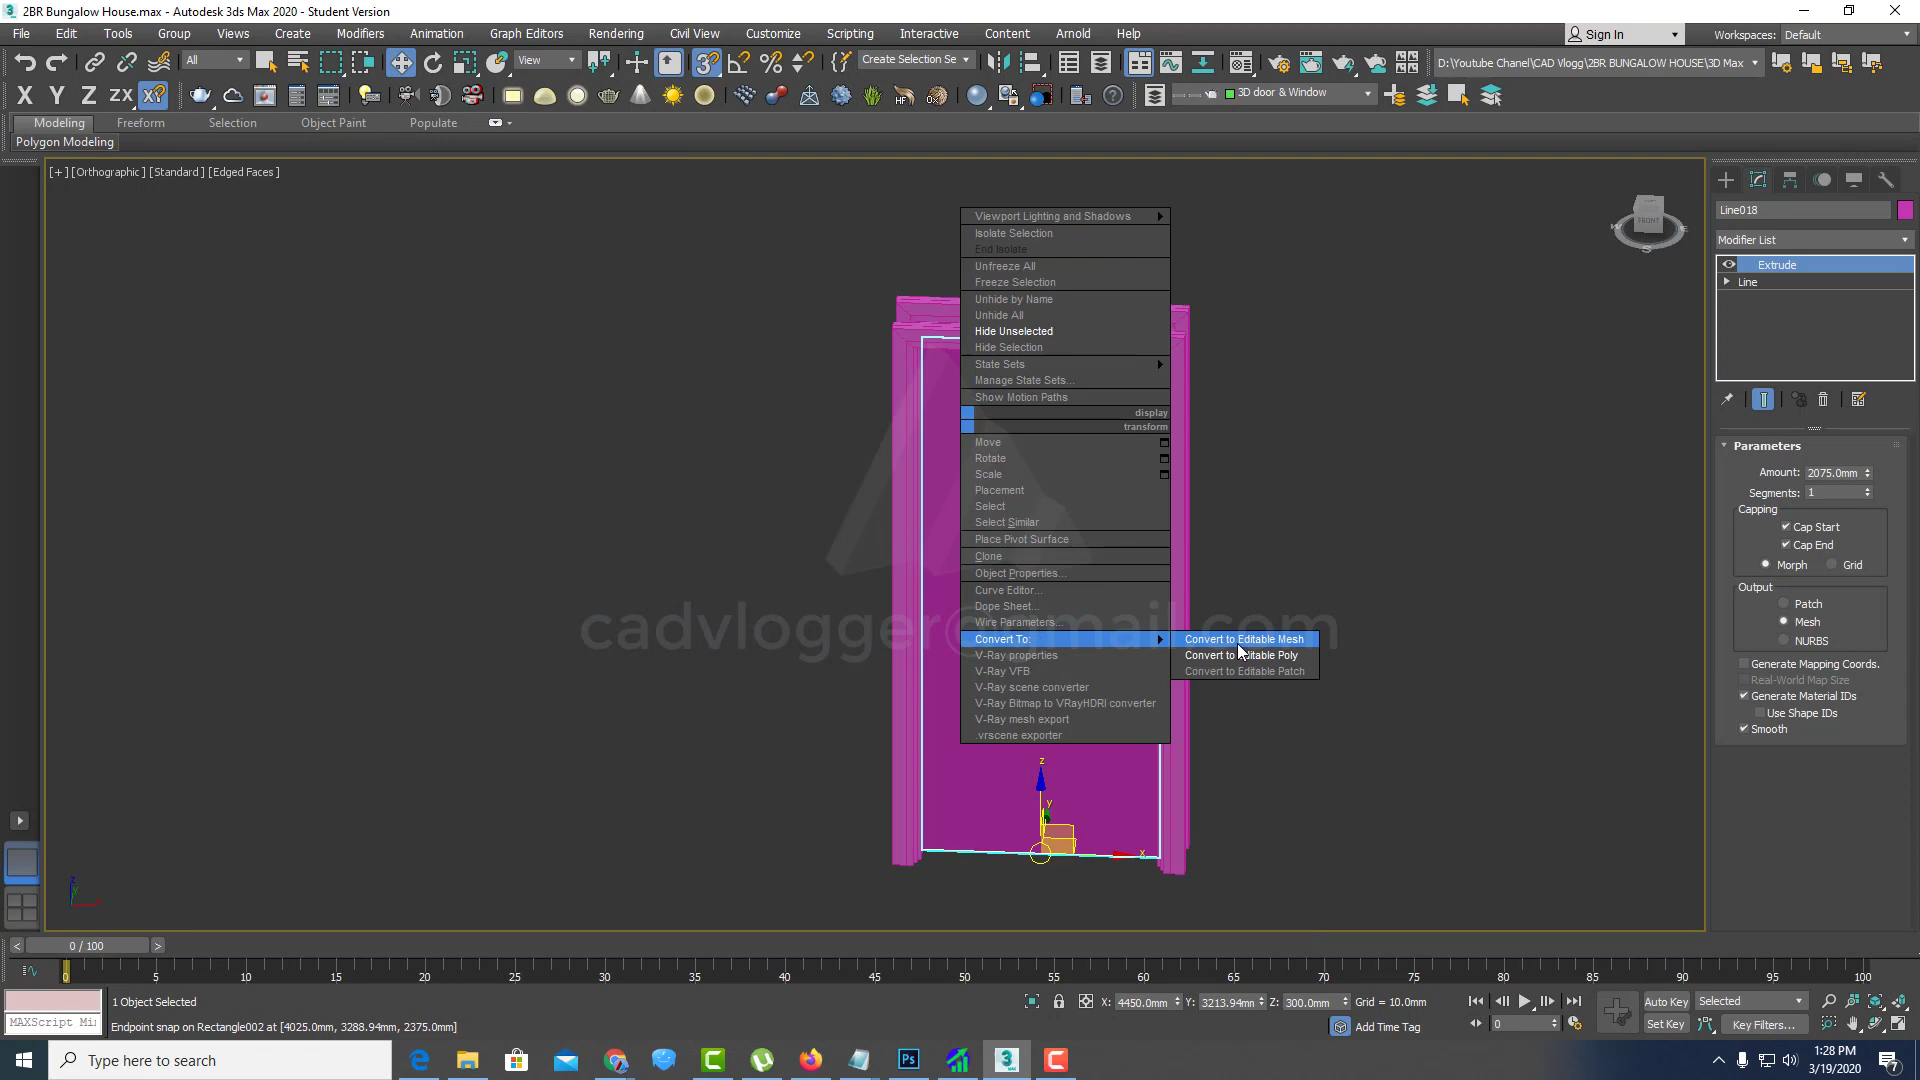 2BR Bungalow House.max - Autodesk 3ds Max 2020 - Student Version
File Edit Tools Group Views Create Modifiers Animation Graph Editors Rendering Civil View Customize Scripting Interactive Content Arnold Help
Sign In Workspaces: Default
All View Create Selection Se D:\Youtube Chanel\CAD Vlogg\2BR BUNGALOW HOUSE\3D Max
X Y Z ZX XY HF 3D door & Window
Modeling Freeform Selection Object Paint Populate
Polygon Modeling
[+] [Orthographic] [Standard] [Edged Faces]
FRONT
W E
S
Viewport Lighting and Shadows
Isolate Selection
End Isolate
Unfreeze All
Freeze Selection
Unhide by Name
Unhide All
Hide Unselected
Hide Selection
State Sets
Manage State Sets...
Show Motion Paths
display
transform
Move
Rotate
Scale
Placement
Select
Select Similar
Place Pivot Surface
Clone
Object Properties...
Curve Editor...
Dope Sheet...
Wire Parameters...
Convert To:
V-Ray properties
V-Ray VFB
V-Ray scene converter
V-Ray Bitmap to VRayHDRI converter
V-Ray mesh export
.vrscene exporter
Convert to Editable Mesh
Convert to Editable Poly
Convert to Editable Patch
cadvlogger@gmail.com
z
y
x
Line018
Modifier List
Extrude
Line
Parameters
Amount: 2075.0mm
Segments: 1
Capping
Cap Start
Cap End
Morph Grid
Output
Patch
Mesh
NURBS
Generate Mapping Coords.
Real-World Map Size
Generate Material IDs
Use Shape IDs
Smooth
0 / 100
0 5 10 15 20 25 30 35 40 45 50 55 60 65 70 75 80 85 90 95 100
1 Object Selected X: 4450.0mm Y: 3213.94mm Z: 300.0mm Grid = 10.0mm Auto Key Selected
MAXScript Mi Endpoint snap on Rectangle002 @ [4025.0mm, 3288.94mm, 2375.0mm] Add Time Tag 0 Set Key Key Filters...
Type here to search Ps 3 MAX 1:28 PM
3/19/2020
7